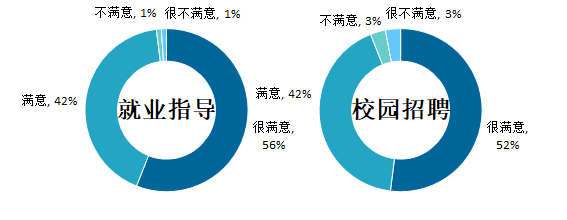 不满意, 1%
很不满意, 1%
满意, 42%
就业指导
很满意,
56%
不满意, 3%
很不满意, 3%
满意, 42%
校园招聘
很满意,
52%